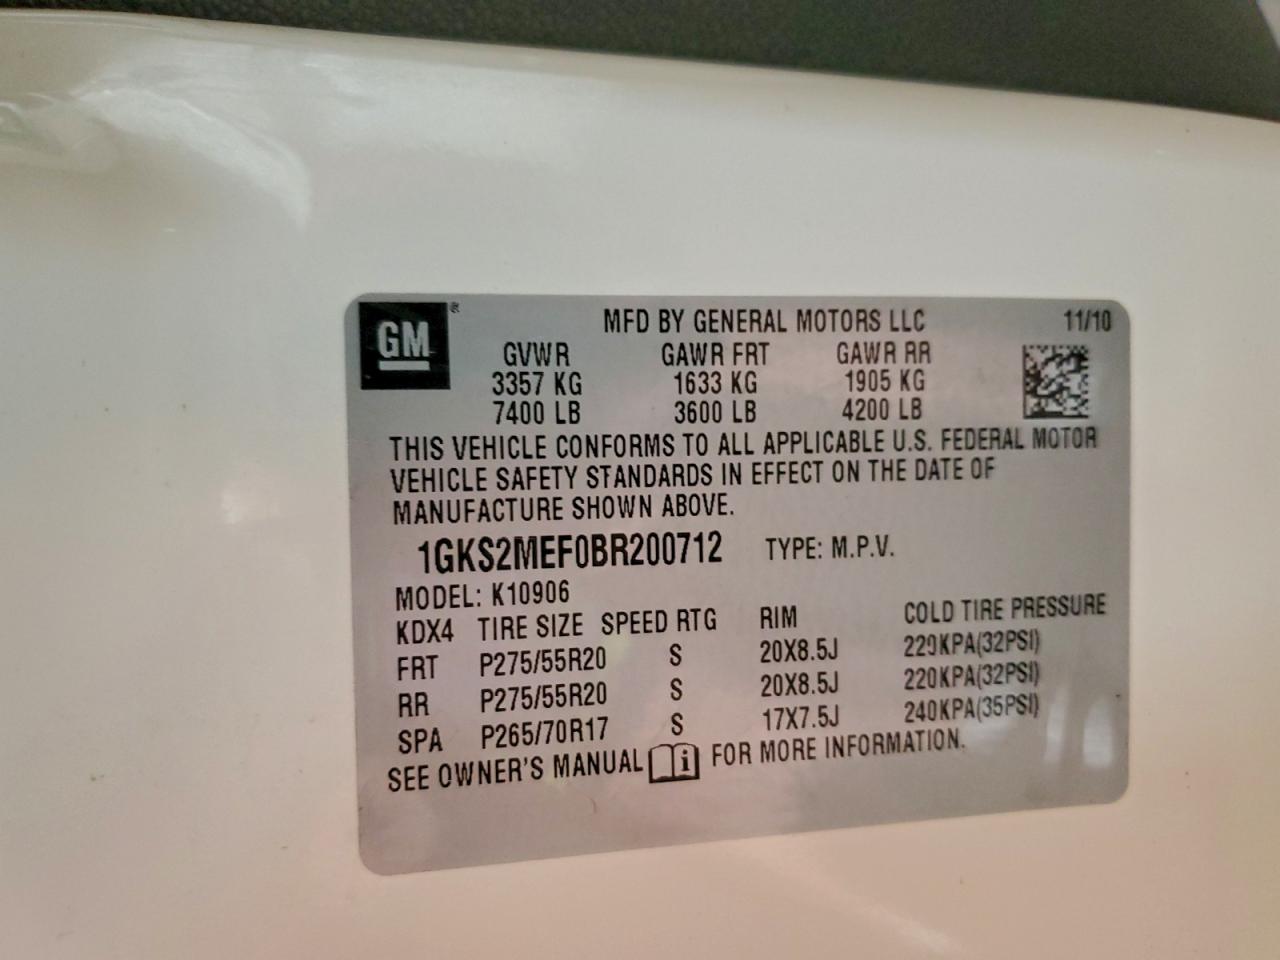 GM ® MFD BY GENERAL MOTORS LLC 11/10
GVWR GAWR FRT GAWR RR
3357 KG 1633 KG 1905 KG
7400 LB 3600 LB 4200 LB
THIS VEHICLE CONFORMS TO ALL APPLICABLE U.S. FEDERAL MOTOR
VEHICLE SAFETY STANDARDS IN EFFECT ON THE DATE OF
MANUFACTURE SHOWN ABOVE.
1GKS2MEF0BR200712 TYPE: M.P.V.
MODEL: K10906
KDX4 TIRE SIZE SPEED RTG RIM COLD TIRE PRESSURE
FRT P275/55R20 S 20X8.5J 220KPA(32PSI)
RR P275/55R20 S 20X8.5J 220KPA(32PSI)
SPA P265/70R17 S 17X7.5J 240KPA(35PSI)
SEE OWNER'S MANUAL i FOR MORE INFORMATION.